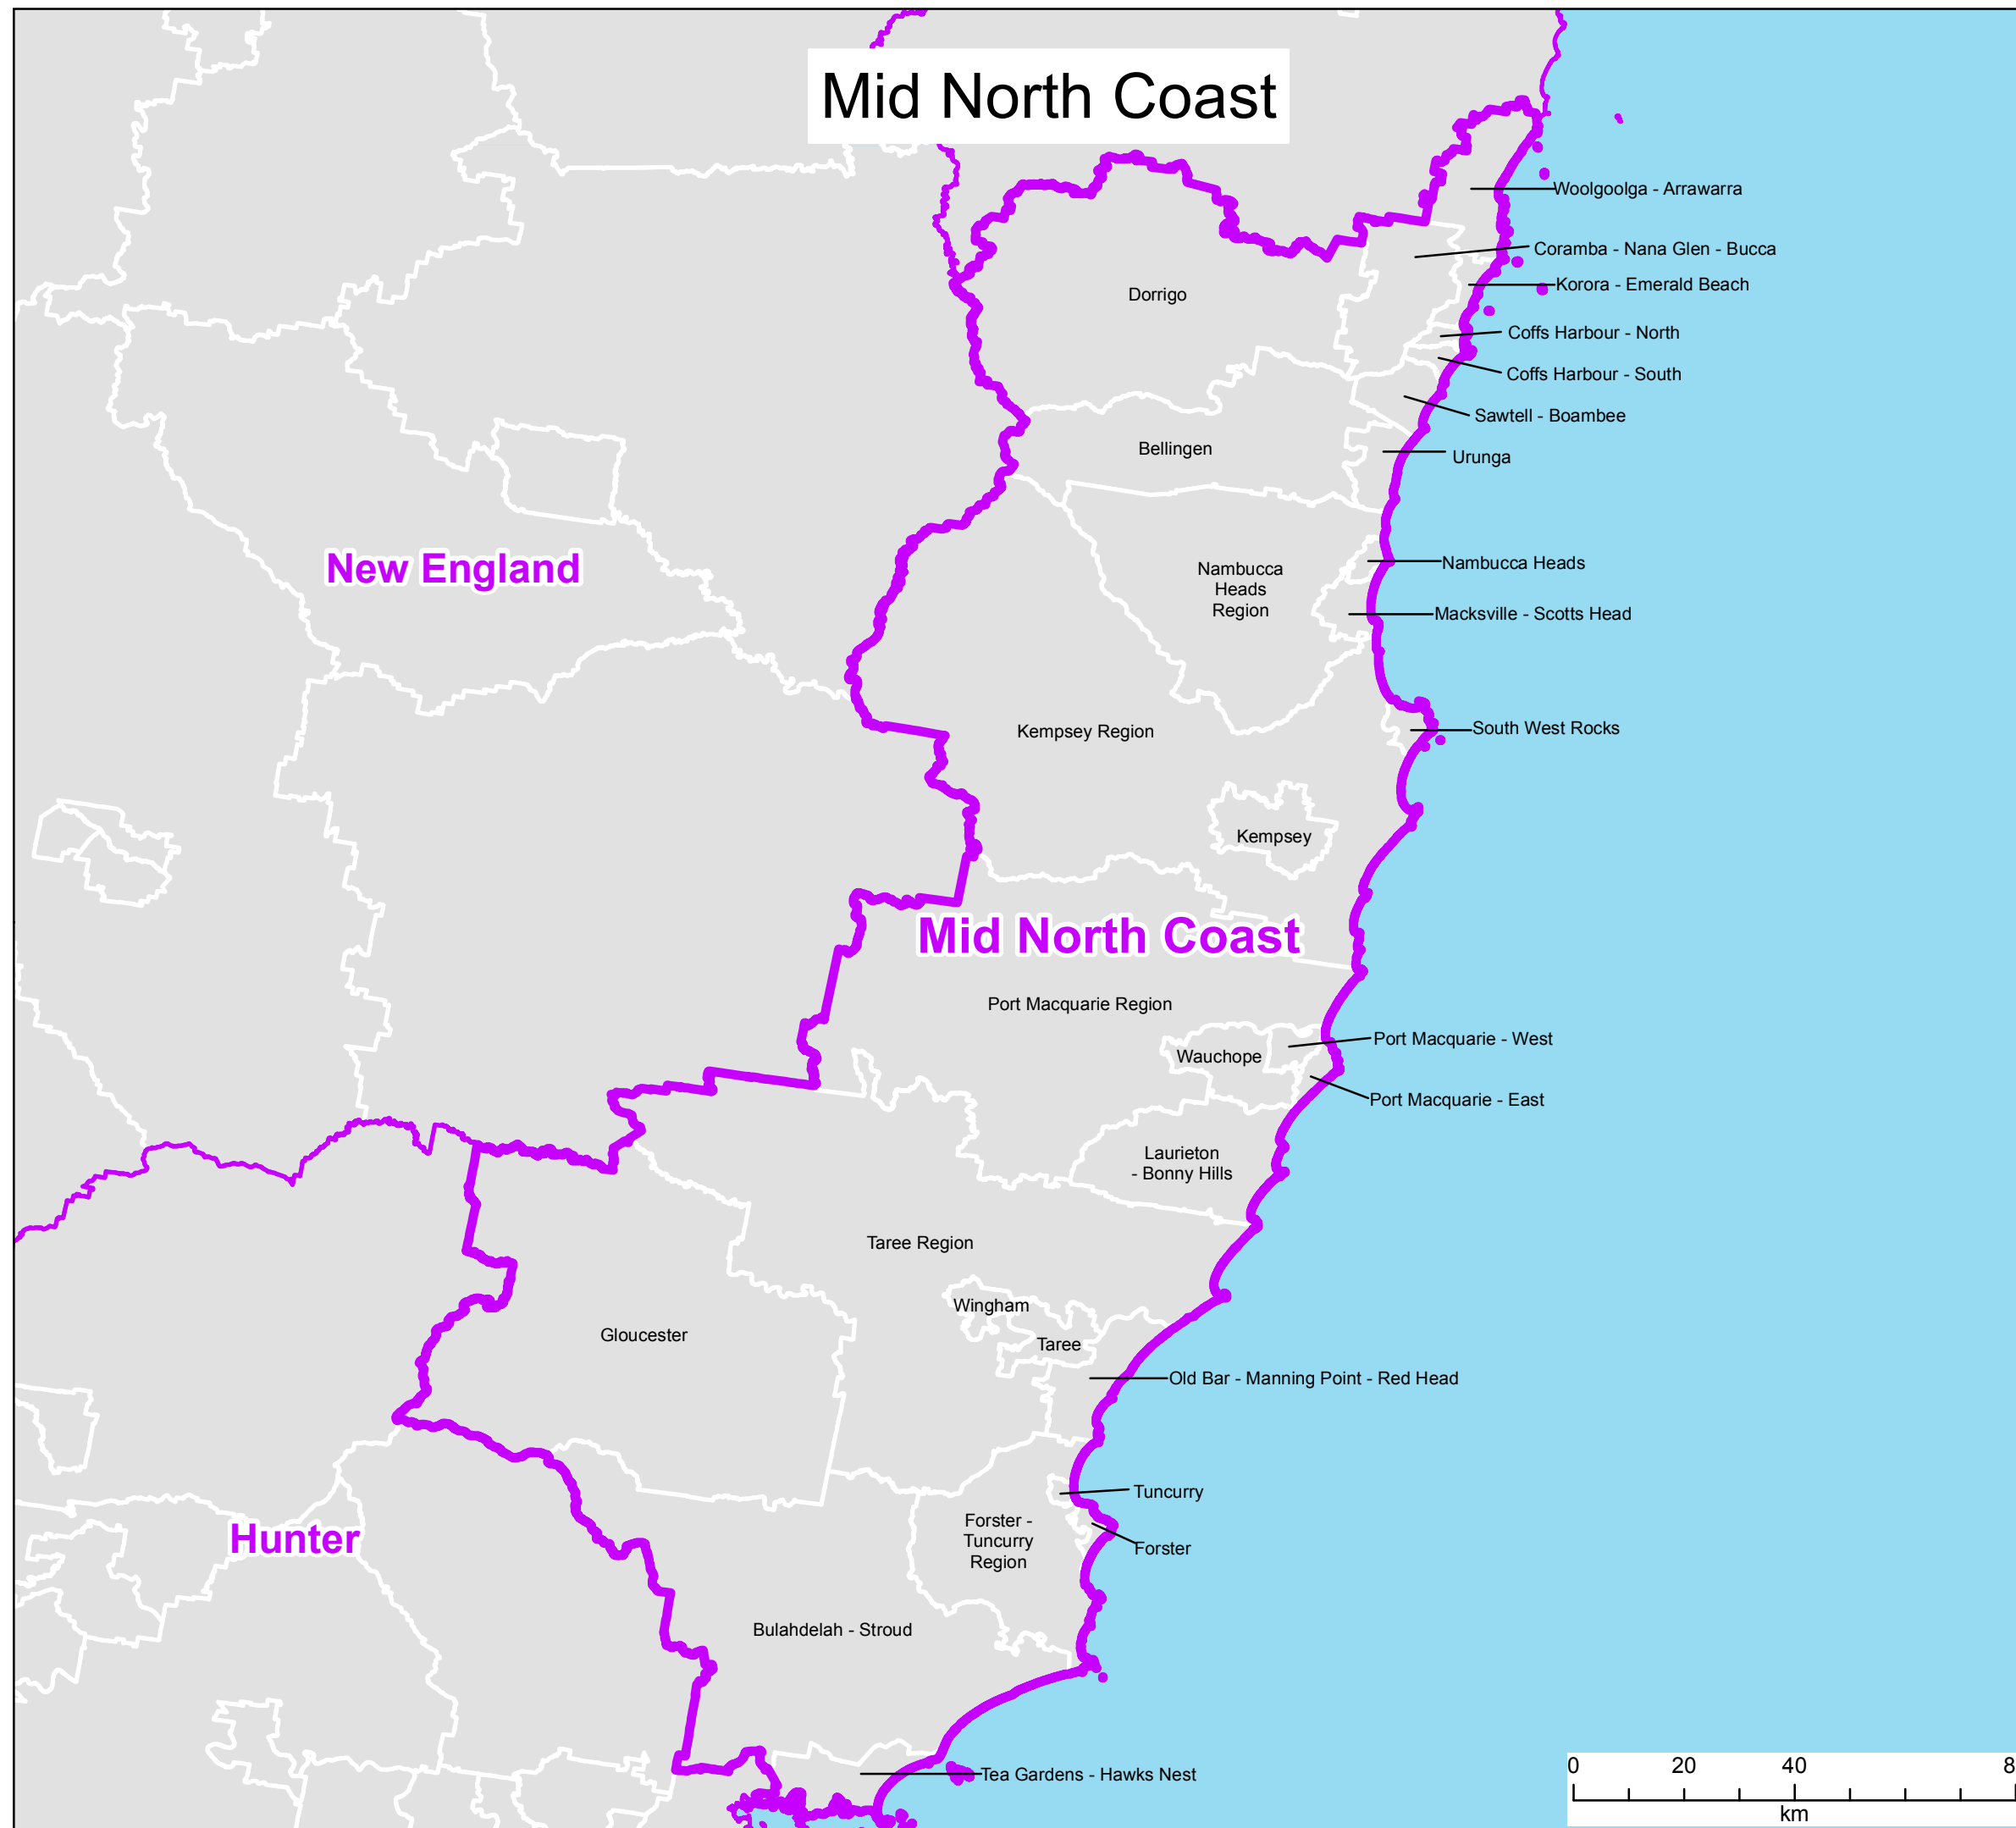 Mid North Coast
Woolgoolga - Arrawarra
Coramba - Nana Glen - Bucca
Korora - Emerald Beach
Dorrigo
Coffs Harbour - North
Coffs Harbour - South
Sawtell - Boambee
Bellingen
Urunga
New England
Nambucca Heads
Nambucca
Heads
Region
Macksville - Scotts Head
South West Rocks
Kempsey Region
Kempsey
Mid North Coast
Port Macquarie Region
Port Macquarie - West
Wauchope
Port Macquarie - East
Laurieton
- Bonny Hills
Taree Region
Wingham
Gloucester
Taree
Old Bar - Manning Point - Red Head
Tuncurry
Hunter
Forster -
Tuncurry
Region
Forster
Bulahdelah - Stroud
Tea Gardens - Hawks Nest
0 20 40 8
km